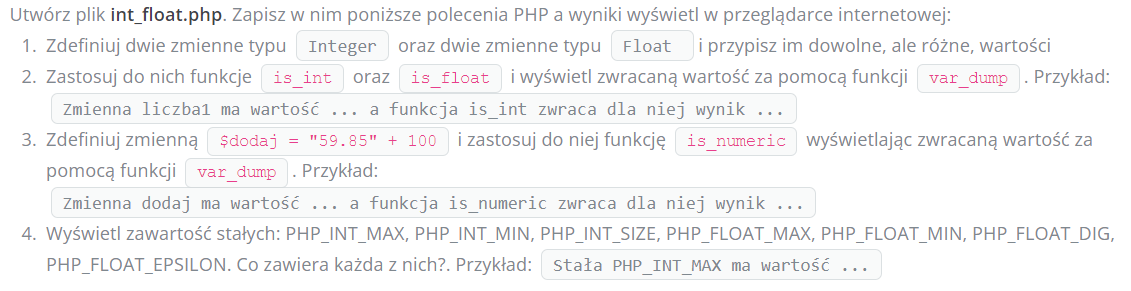 Utwórz plik int_float.php. Zapisz w nim poniższe polecenia PHP a wyniki wyświetl w przeglądarce internetowej:
1. Zdefiniuj dwie zmienne typu Integer oraz dwie zmienne typu Float i przypisz im dowolne, ale różne, wartości
2. Zastosuj do nich funkcje is_int oraz is_float i wyświetl zwracaną wartość za pomocą funkcji var_dump . Przykład:
Zmienna liczba1 ma wartość ... a funkcja is_int zwraca dla niej wynik ...
3. Zdefiniuj zmienną $dodaj = "59.85" + 100 i zastosuj do niej funkcję is_numeric wyświetlając zwracaną wartość za
pomocą funkcji var_dump . Przykład:
Zmienna dodaj ma wartość ... a funkcja is_numeric zwraca dla niej wynik ...
4. Wyświetl zawartość stałych: PHP_INT_MAX, PHP_INT_MIN, PHP_INT_SIZE, PHP_FLOAT_MAX, PHP_FLOAT_MIN, PHP_FLOAT_DIG,
PHP_FLOAT_EPSILON. Co zawiera każda z nich?. Przykład: Stała PHP_INT_MAX ma wartość ...